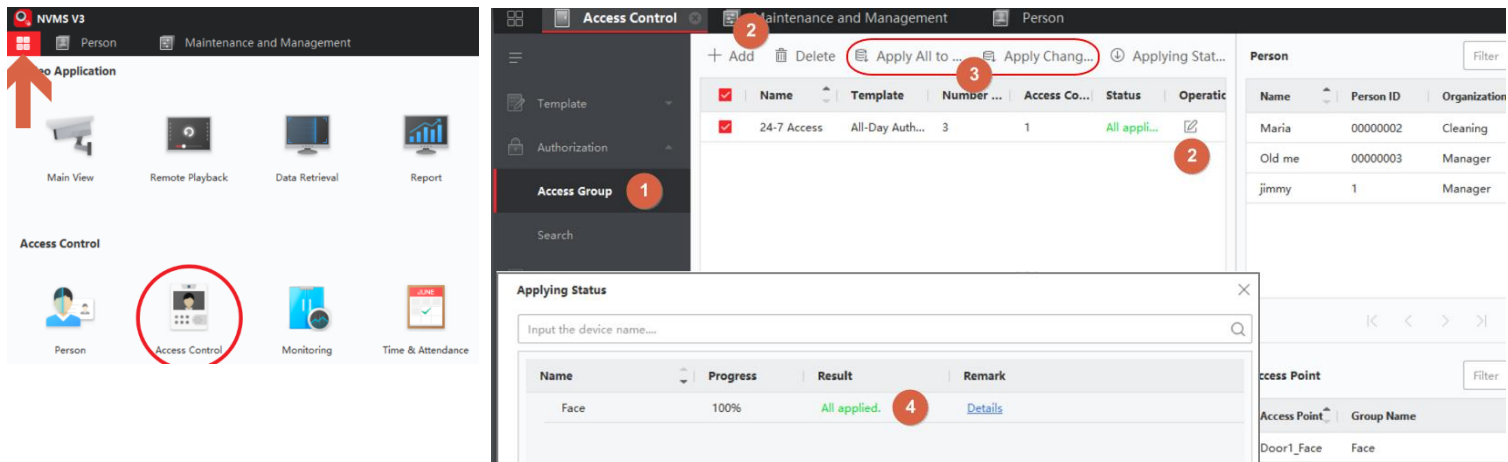 NVMS V3
Person Maintenance and Management
eo Application
Main View Remote Playback Data Retrieval Report
Access Control
Person Access Control Monitoring Time & Attendance
Access Control Maintenance and Management Person
2
+ Add Delete Apply All to ... Apply Chang... Applying Stat...
3
Name Template Number ... Access Co... Status Operatic
24-7 Access All-Day Auth... 3 1 All appli...
2
Template
Authorization
Access Group 1
Search
Person Filter
Name Person ID Organization
Maria 00000002 Cleaning
Old me 00000003 Manager
jimmy 1 Manager
Applying Status
Input the device name....
Name Progress Result Remark
Face 100% All applied. 4 Details
ccess Point Filter
Access Point Group Name
Door1_Face Face